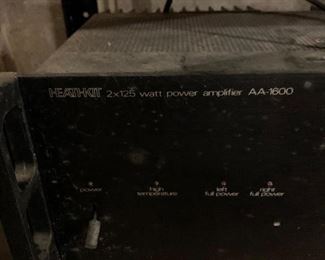 HEATHKIT 2x125 watt power amplifier AA-1600
power
high temperature
left full power
right full power